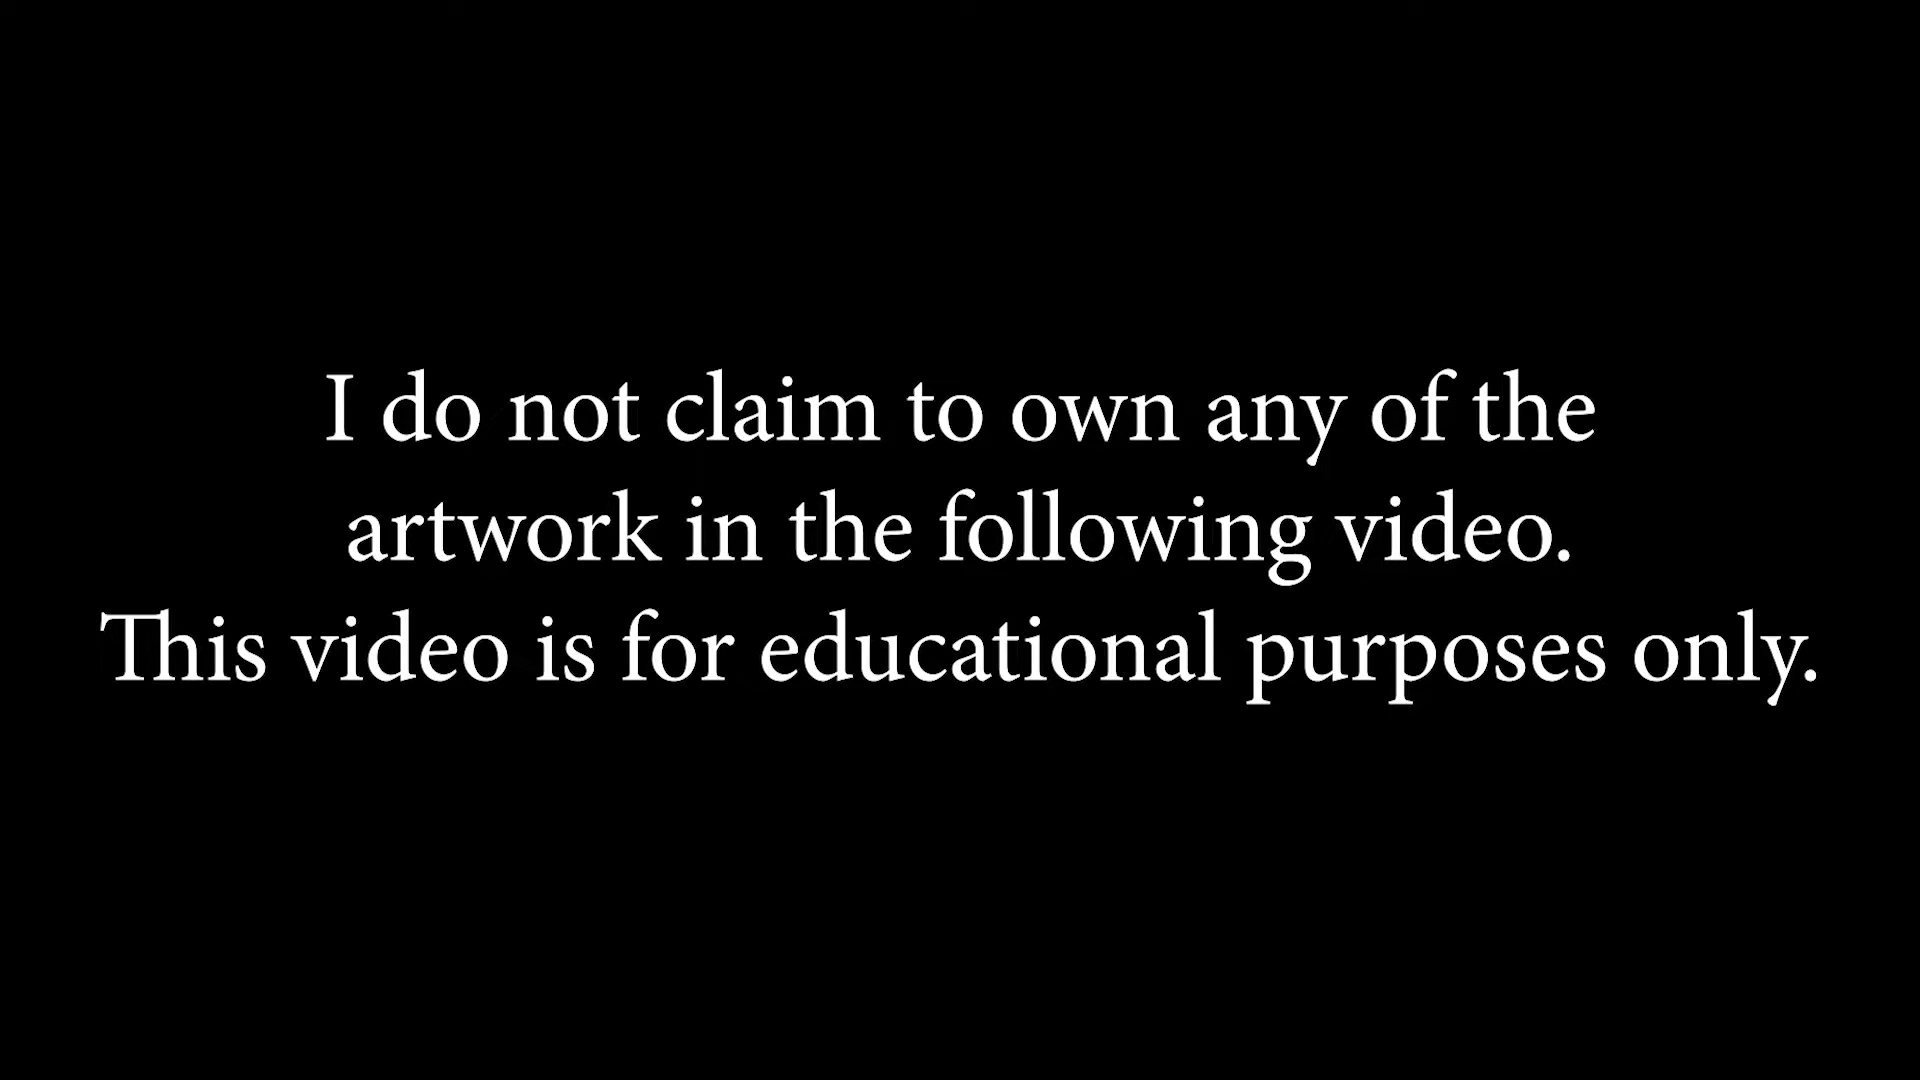 I do not claim to own any of the
artwork in the following video.
This video is for educational purposes only.